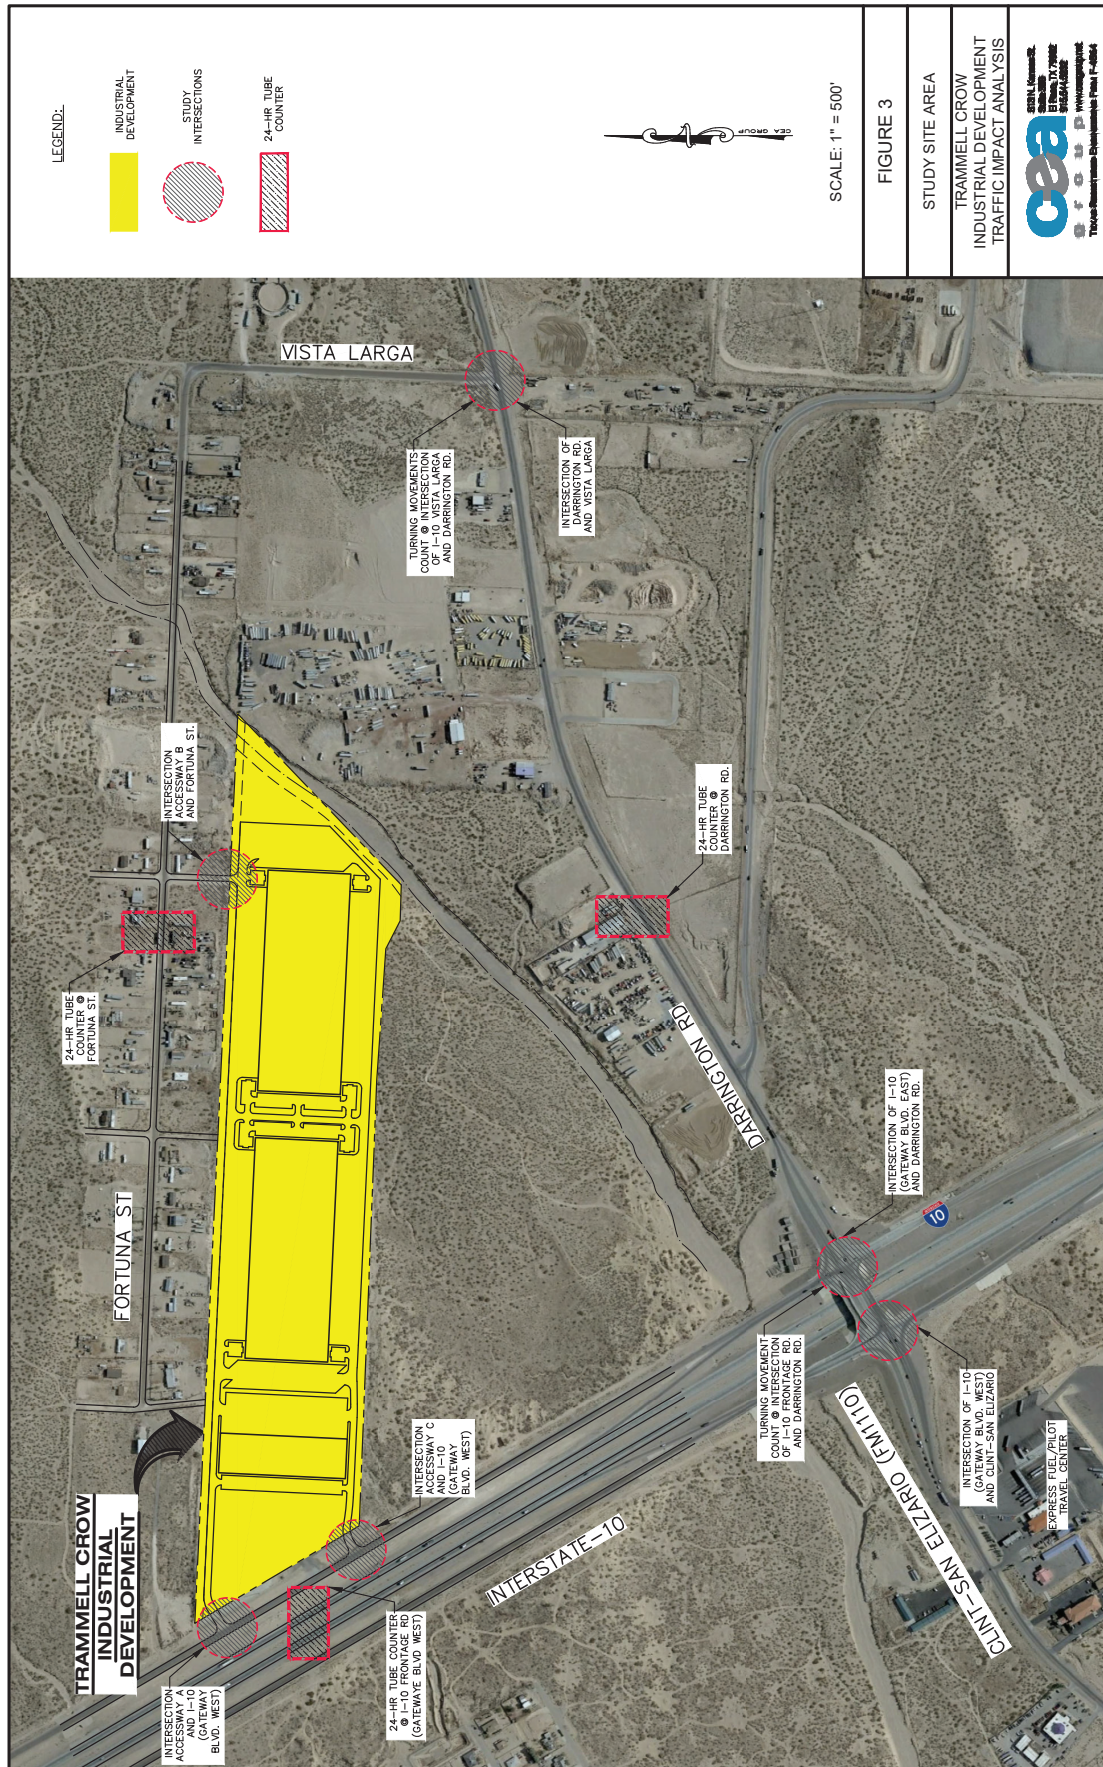 LEGEND:
INDUSTRIAL
DEVELOPMENT
STUDY
INTERSECTIONS
24-HR TUBE
COUNTER
CEA GROUP
SCALE: 1" = 500'
FIGURE 3
STUDY SITE AREA
TRAMMELL CROW
INDUSTRIAL DEVELOPMENT
TRAFFIC IMPACT ANALYSIS
cea
group
VISTA LARGA
TURNING MOVEMENTS
COUNT @ INTERSECTION
OF I-10 VISTA LARGA
AND DARRINGTON RD.
INTERSECTION OF
DARRINGTON RD.
AND VISTA LARGA
INTERSECTION
ACCESSWAY B
AND FORTUNA ST.
24-HR TUBE
COUNTER @
FORTUNA ST.
24-HR TUBE
COUNTER @
DARRINGTON RD.
FORTUNA ST
DARRINGTON RD
INTERSECTION OF I-10
(GATEWAY BLVD. EAST)
AND DARRINGTON RD.
10
TRAMMELL CROW
INDUSTRIAL
DEVELOPMENT
INTERSECTION
ACCESSWAY C
AND I-10
(GATEWAY
BLVD. WEST)
TURNING MOVEMENT
COUNT @ INTERSECTION
OF I-10 FRONTAGE RD.
AND DARRINGTON RD.
INTERSECTION OF I-10
(GATEWAY BLVD. WEST)
AND CLINT-SAN ELIZARIO
EXPRESS FUEL/PILOT
TRAVEL CENTER
INTERSTATE-10
CLINT-SAN ELIZARIO (FM1110)
INTERSECTION
ACCESSWAY A
AND I-10
(GATEWAY
BLVD. WEST)
24-HR TUBE COUNTER
@ I-10 FRONTAGE RD
(GATEWAYE BLVD WEST)